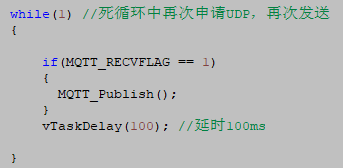 while(1) //死循环中再次申请UDP，再次发送
{
if(MQTT_RECVFLAG == 1)
{
MQTT_Publish();
}
vTaskDelay(100); //延时100ms
}